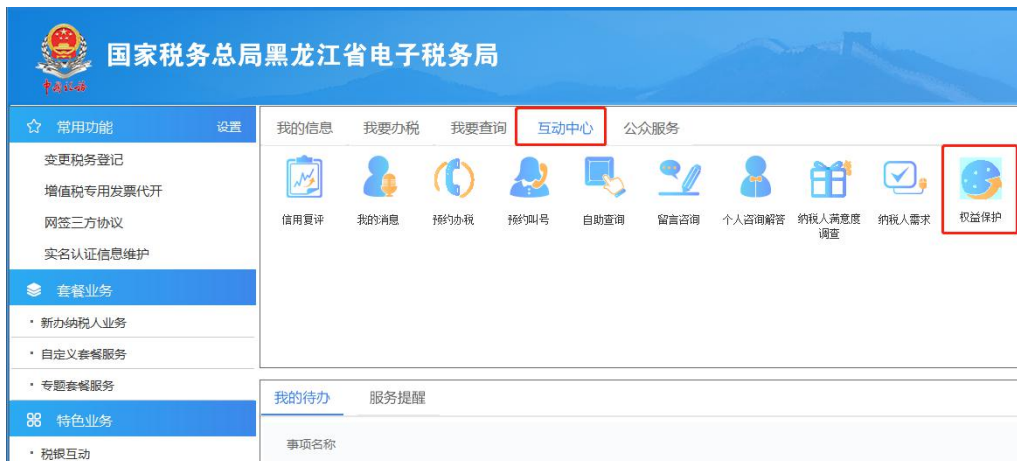 国家税务总局黑龙江省电子税务局
中国税务
常用功能 设置
变更税务登记
增值税专用发票代开
网签三方协议
实名认证信息维护
套餐业务
· 新办纳税人业务
· 自定义套餐服务
· 专题套餐服务
特色业务
· 税银互动
我的信息 我要办税 我要查询 互动中心 公众服务
信用复评 我的消息 预约办税 预约叫号 自助查询 留言咨询 个人咨询解答 纳税人满意度 纳税人需求 权益保护
调查
我的待办 服务提醒
事项名称